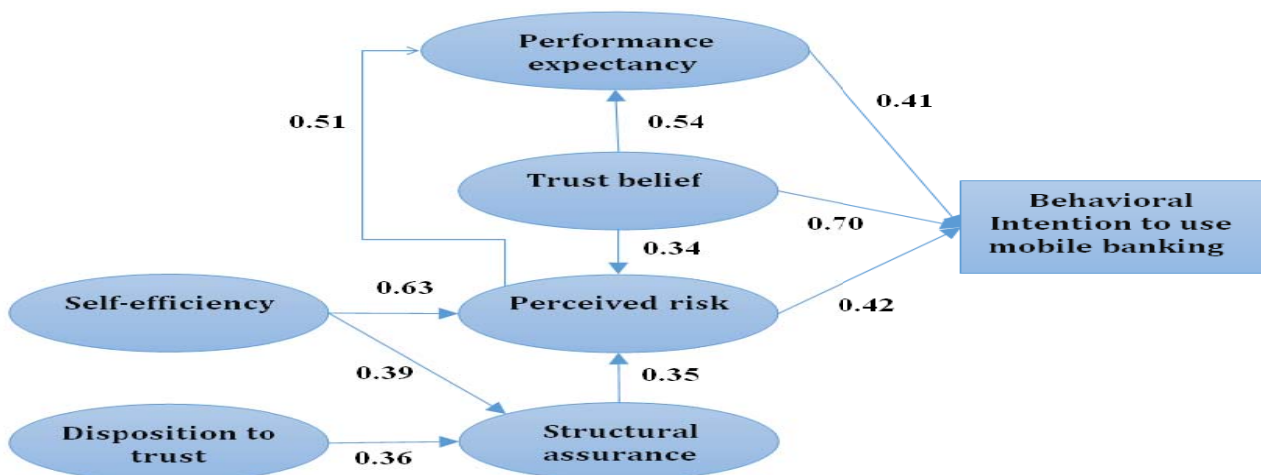 Performance
expectancy
0.51
0.41
0.54
Trust belief
Behavioral
Intention to use
mobile banking
0.70
0.34
Self-efficiency
0.63
Perceived risk
0.42
0.39
0.35
Disposition to
trust
0.36
Structural
assurance